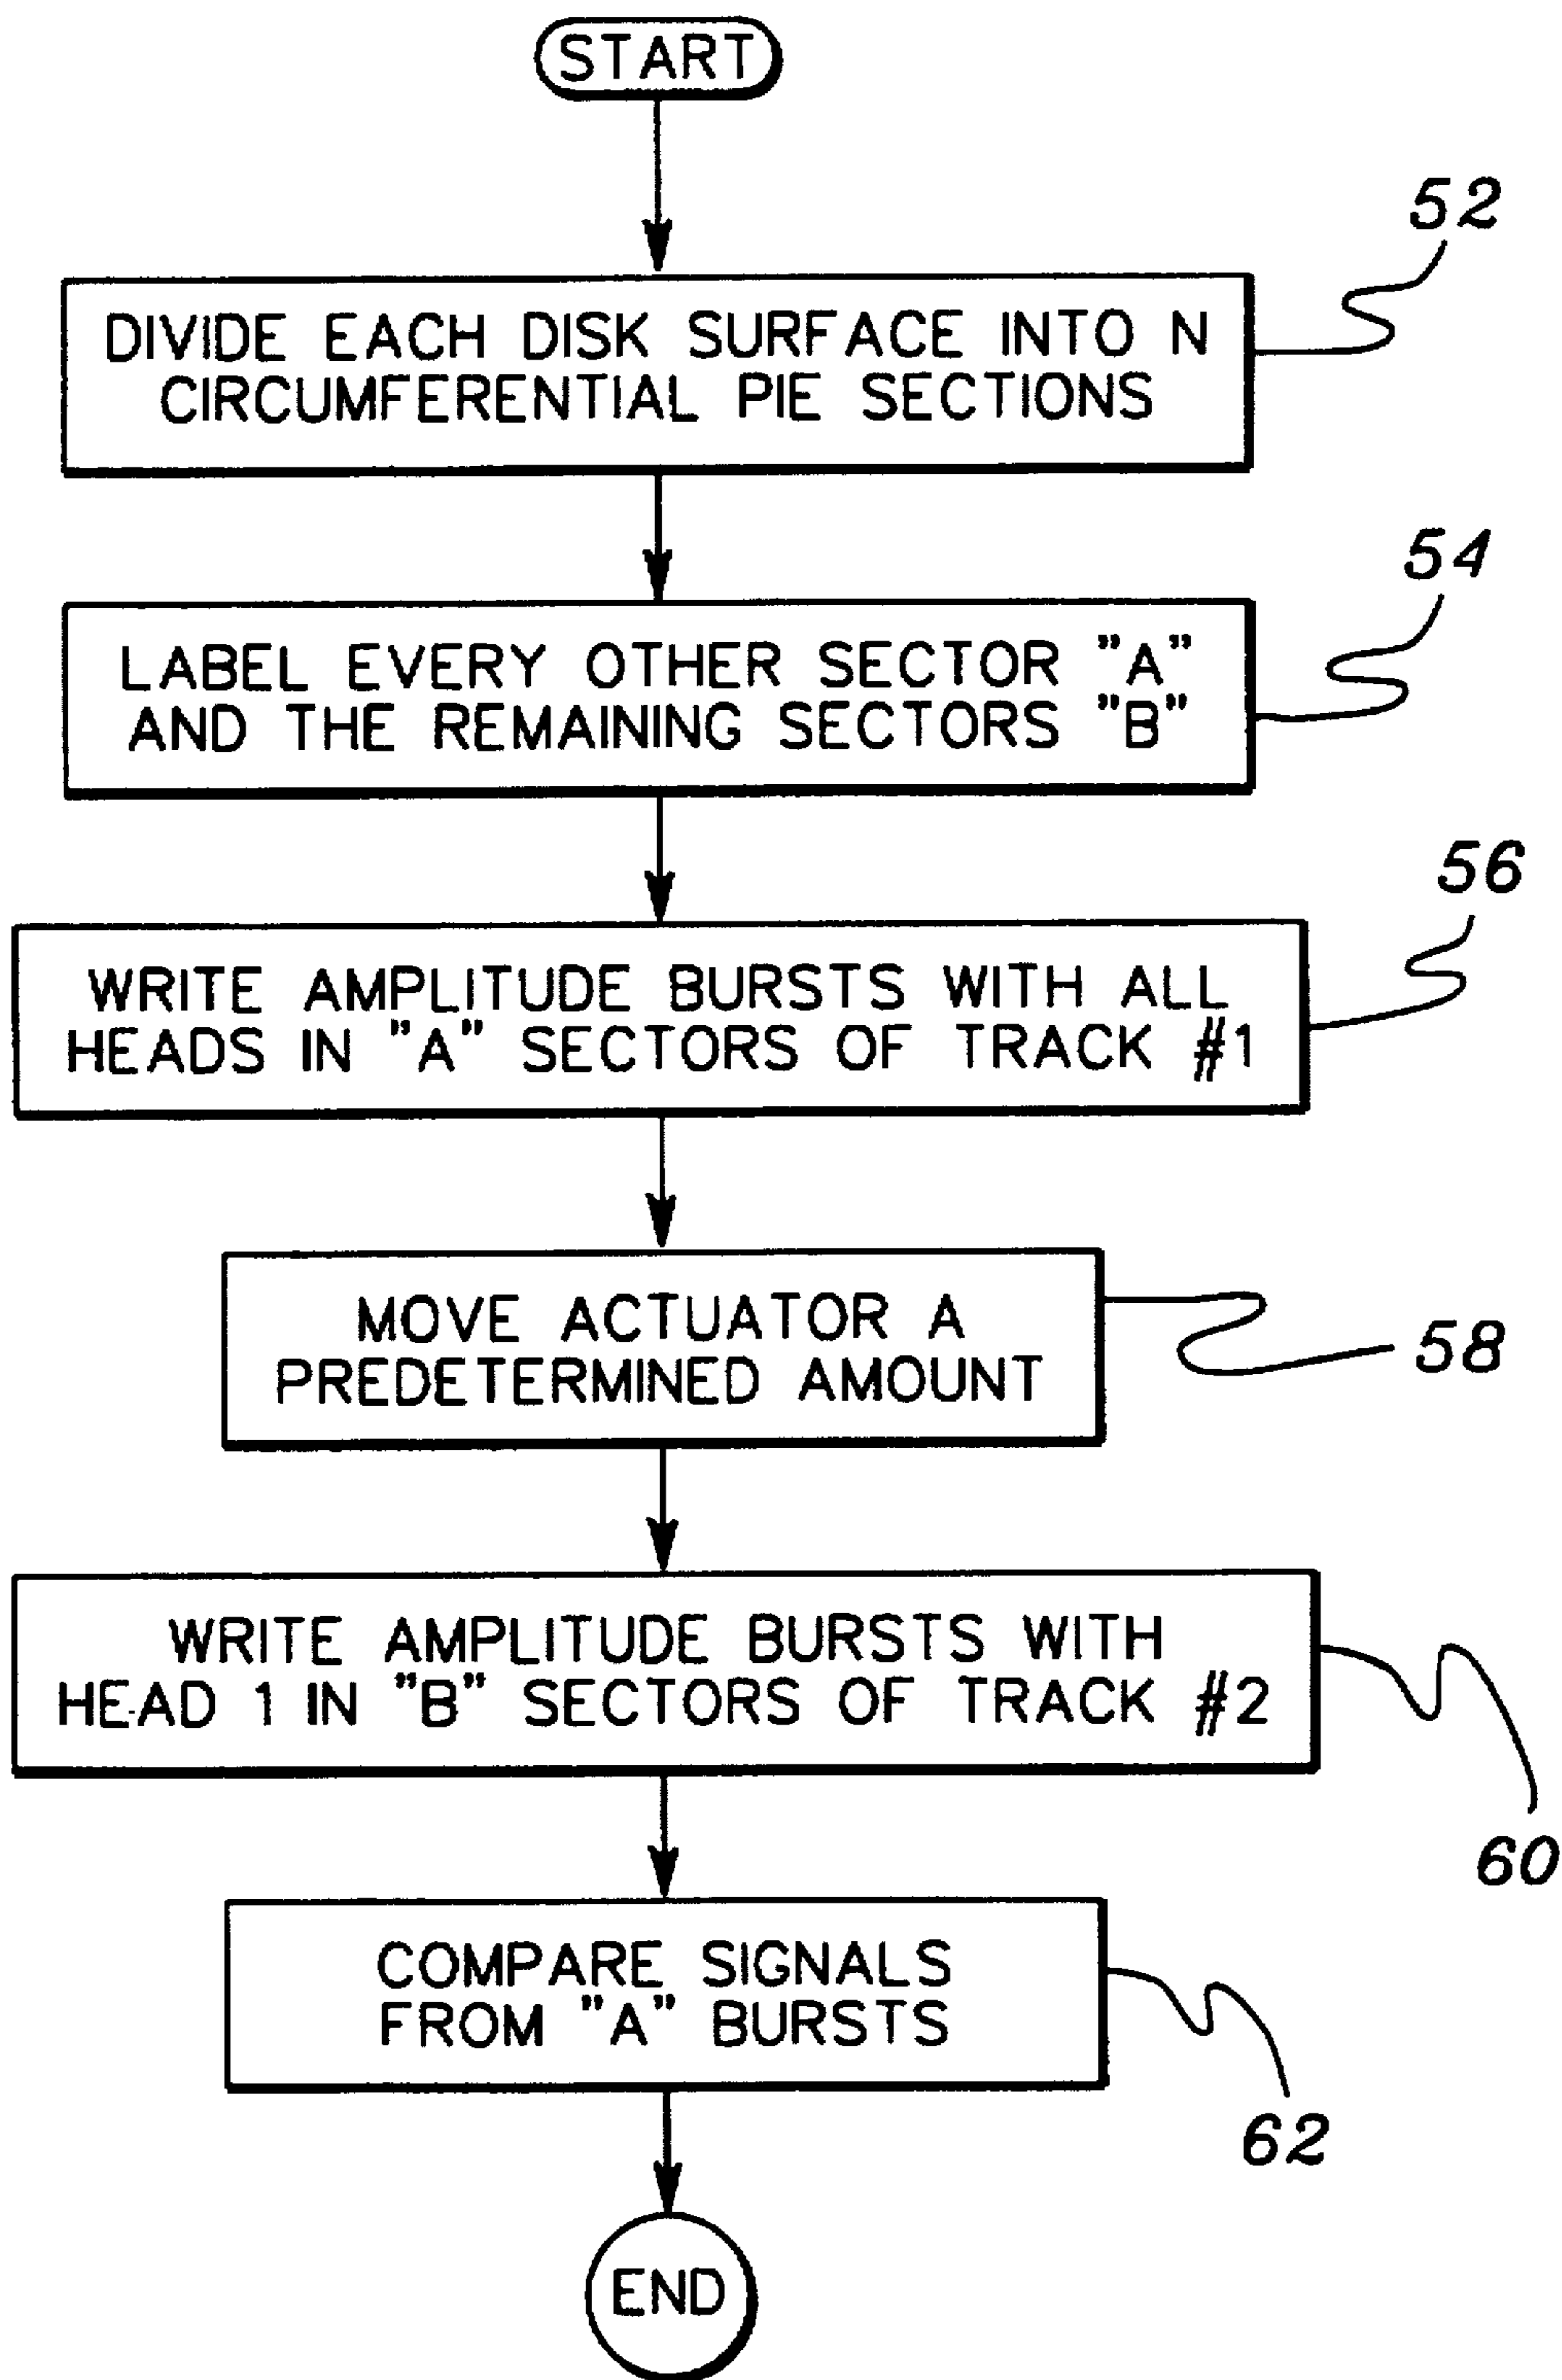 START
52
DIVIDE EACH DISK SURFACE INTO N
CIRCUMFERENTIAL PIE SECTIONS
54
LABEL EVERY OTHER SECTOR "A"
AND THE REMAINING SECTORS "B"
56
WRITE AMPLITUDE BURSTS WITH ALL
HEADS IN "A" SECTORS OF TRACK #1
MOVE ACTUATOR A
PREDETERMINED AMOUNT
58
WRITE AMPLITUDE BURSTS WITH
HEAD 1 IN "B" SECTORS OF TRACK #2
60
COMPARE SIGNALS
FROM "A" BURSTS
62
END